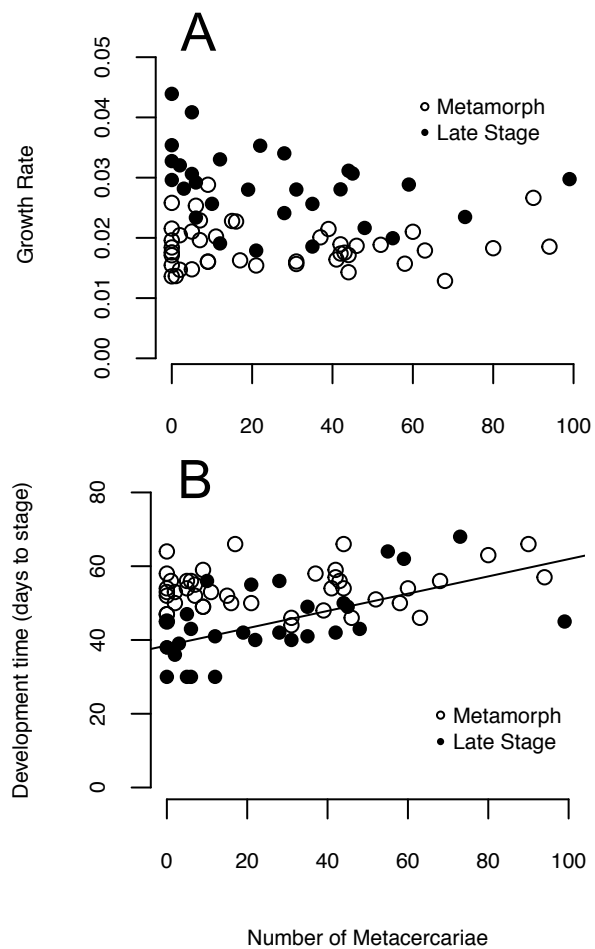 A
0.05
0.04
0.03
0.02
0.01
0.00
Growth Rate
Metamorph
Late Stage
0 20 40 60 80 100
B
80
60
40
20
0
Development time (days to stage)
Metamorph
Late Stage
0 20 40 60 80 100
Number of Metacercariae